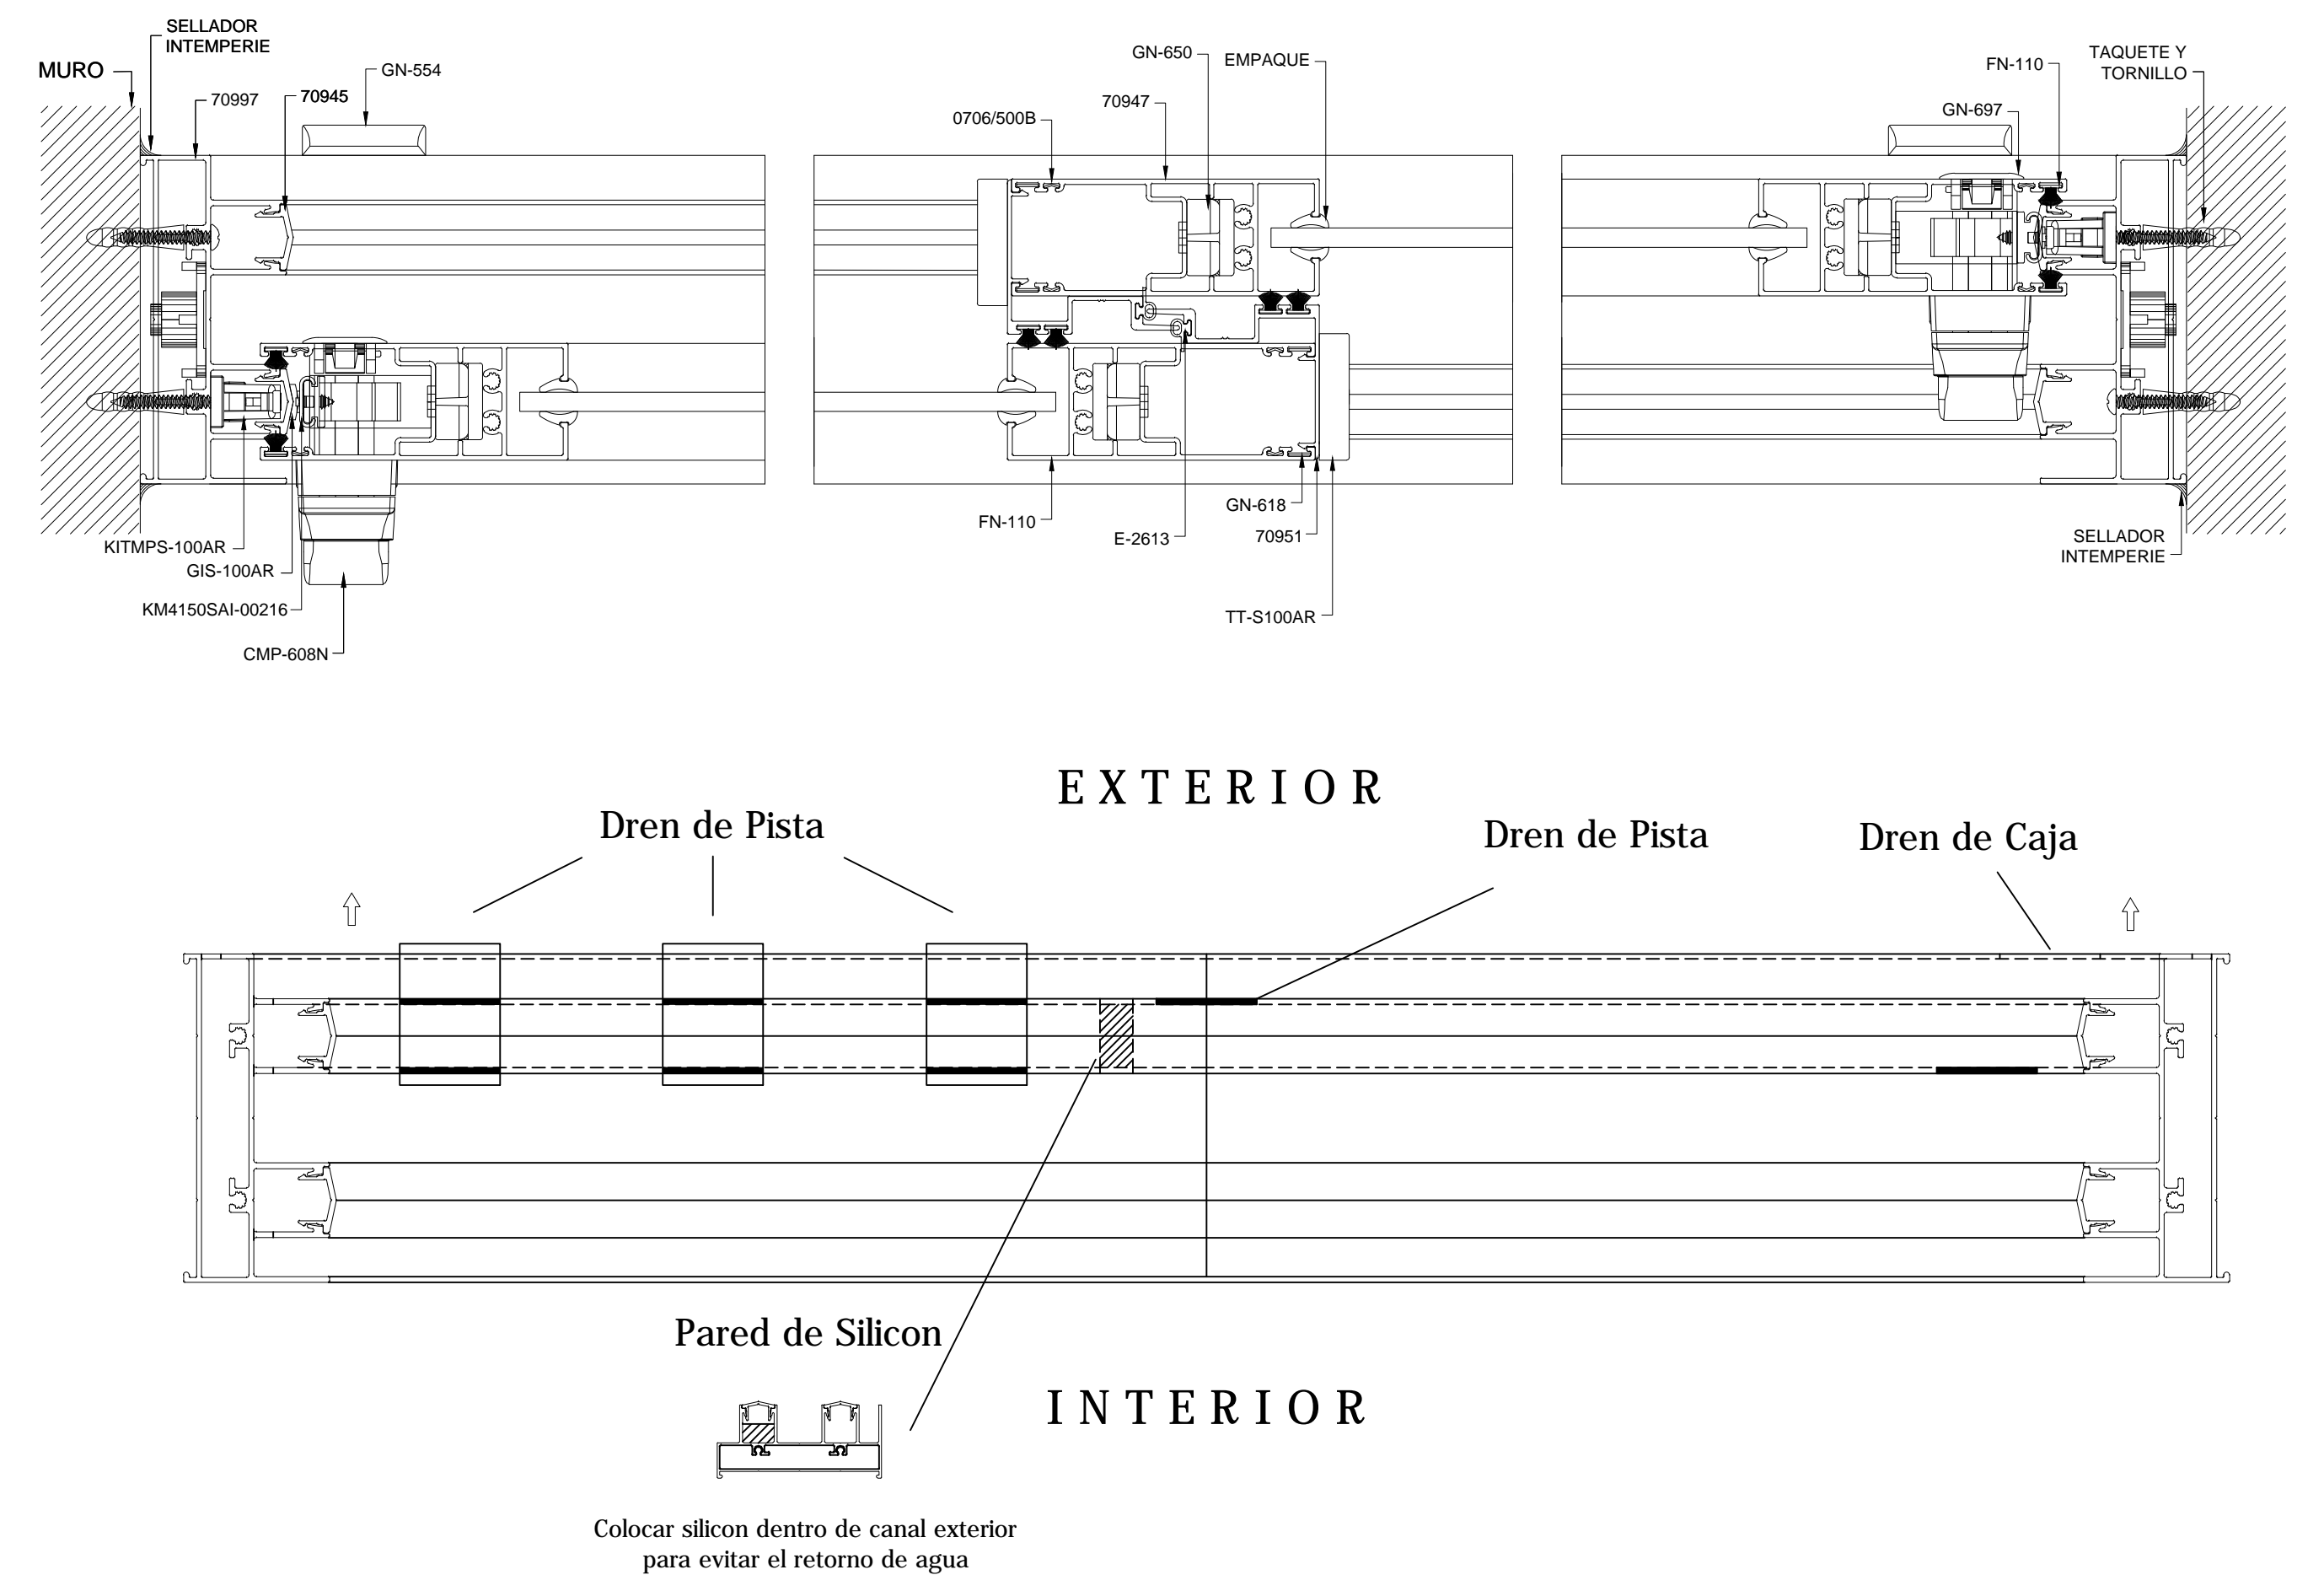 SELLADOR
INTEMPERIE
MURO
GN-554
70997
70945
GN-650
EMPAQUE
70947
0706/500B
TAQUETE Y
TORNILLO
FN-110
GN-697
KITMPS-100AR
GIS-100AR
KM4150SAI-00216
CMP-608N
FN-110
E-2613
GN-618
70951
TT-S100AR
SELLADOR
INTEMPERIE
EXTERIOR
Dren de Pista
Dren de Pista
Dren de Caja
Pared de Silicon
INTERIOR
Colocar silicon dentro de canal exterior
para evitar el retorno de agua